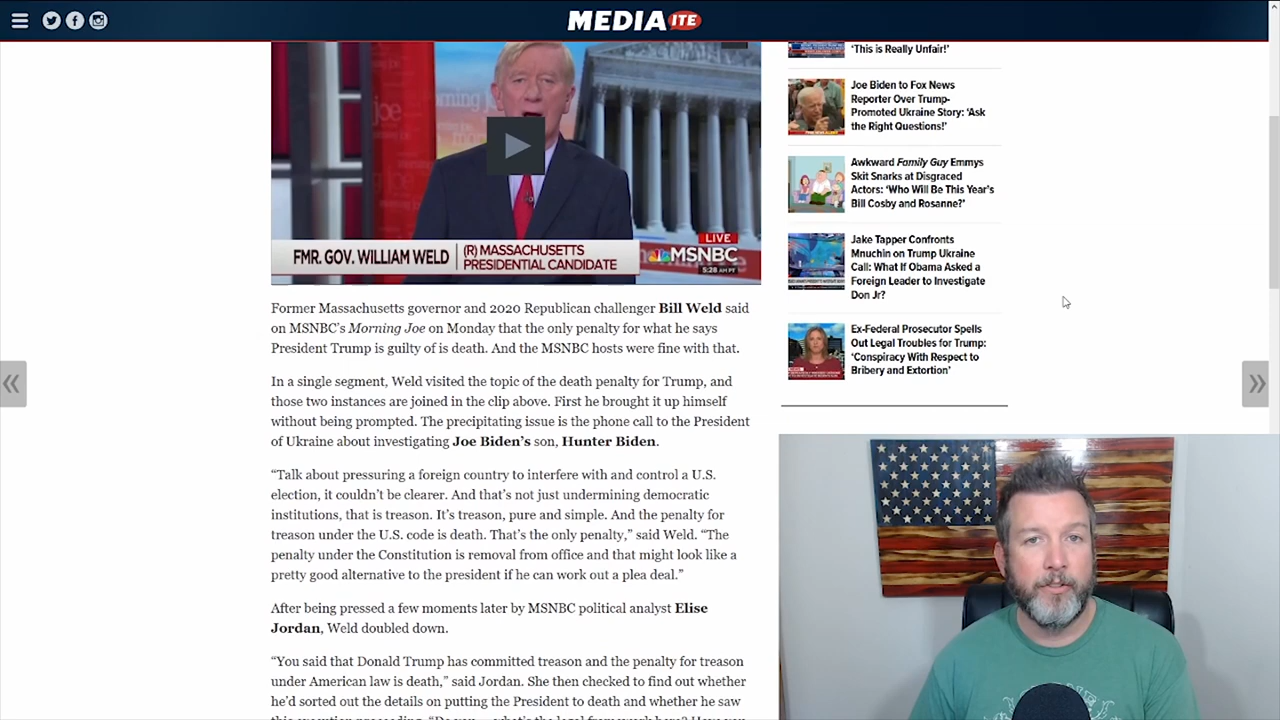 MEDIAITE
FMR. GOV. WILLIAM WELD
(R) MASSACHUSETTS
PRESIDENTIAL CANDIDATE
LIVE
MSNBC
5:28 AM PT
Former Massachusetts governor and 2020 Republican challenger Bill Weld said
on MSNBC's Morning Joe on Monday that the only penalty for what he says
President Trump is guilty of is death. And the MSNBC hosts were fine with that.
In a single segment, Weld visited the topic of the death penalty for Trump, and
those two instances are joined in the clip above. First he brought it up himself
without being prompted. The precipitating issue is the phone call to the President
of Ukraine about investigating Joe Biden's son, Hunter Biden.
“Talk about pressuring a foreign country to interfere with and control a U.S.
election, it couldn't be clearer. And that's not just undermining democratic
institutions, that is treason. It's treason, pure and simple. And the penalty for
treason under the U.S. code is death. That's the only penalty,” said Weld. “The
penalty under the Constitution is removal from office and that might look like a
pretty good alternative to the president if he can work out a plea deal.”
After being pressed a few moments later by MSNBC political analyst Elise
Jordan, Weld doubled down.
“You said that Donald Trump has committed treason and the penalty for treason
under American law is death,” said Jordan. She then checked to find out whether
he'd sorted out the details on putting the President to death and whether he saw
‘This is Really Unfair!’
Joe Biden to Fox News
Reporter Over Trump-
Promoted Ukraine Story: ‘Ask
the Right Questions!’
Awkward Family Guy Emmys
Skit Snarks at Disgraced
Actors: ‘Who Will Be This Year's
Bill Cosby and Rosanne?’
Jake Tapper Confronts
Mnuchin on Trump Ukraine
Call: What If Obama Asked a
Foreign Leader to Investigate
Don Jr?
Ex-Federal Prosecutor Spells
Out Legal Troubles for Trump:
‘Conspiracy With Respect to
Bribery and Extortion’